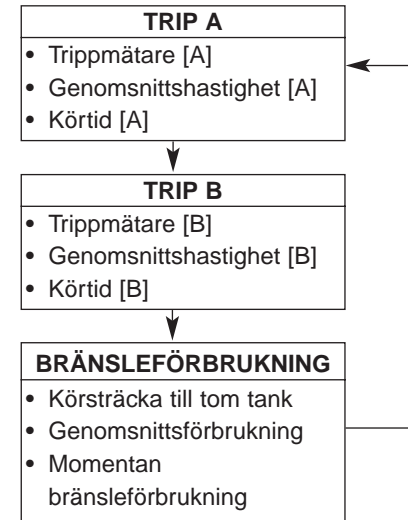 TRIP A
• Trippmätare [A]
• Genomsnittshastighet [A]
• Körtid [A]
TRIP B
• Trippmätare [B]
• Genomsnittshastighet [B]
• Körtid [B]
BRÄNSLEFÖRBRUKNING
• Körsträcka till tom tank
• Genomsnittsförbrukning
• Momentan
bränsleförbrukning